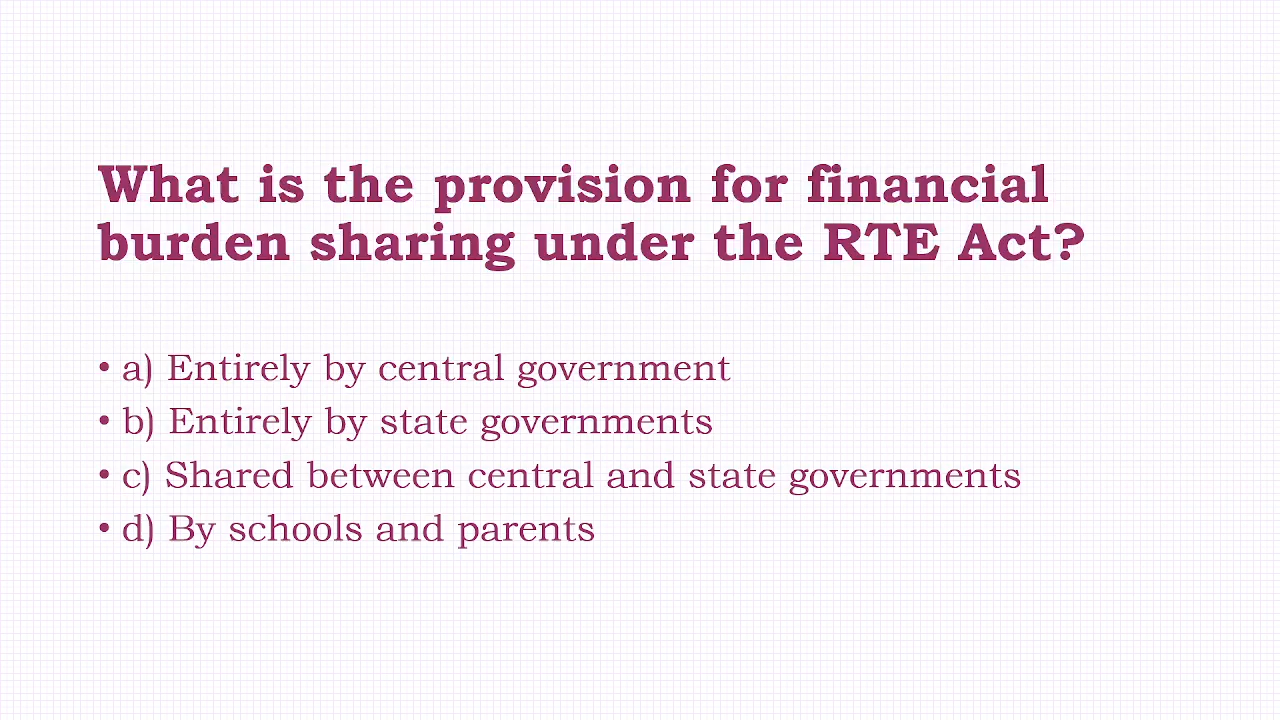 What is the provision for financial
burden sharing under the RTE Act?
• a) Entirely by central government
• b) Entirely by state governments
• c) Shared between central and state governments
• d) By schools and parents